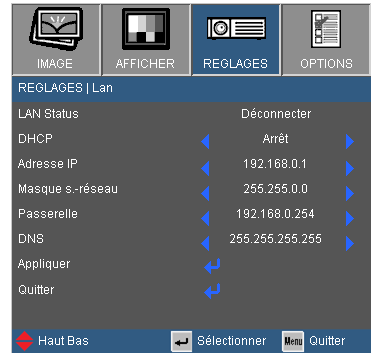 IMAGE AFFICHER REGLAGES OPTIONS
REGLAGES | Lan
LAN Status Déconnecter
DHCP Arrêt
Adresse IP 192.168.0.1
Masque s.-réseau 255.255.0.0
Passerelle 192.168.0.254
DNS 255.255.255.255
Appliquer
Quitter
Haut Bas Sélectionner Menu Quitter